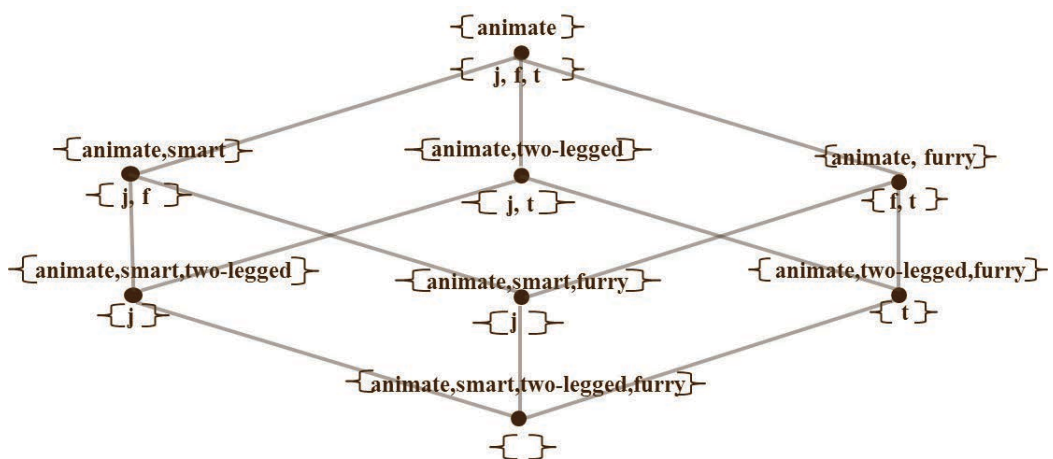 {animate}
{j, f, t}
{animate,smart}
{animate,two-legged}
{animate, furry}
{j, f}
{j, t}
{f, t}
{animate,smart,two-legged}
{animate,smart,furry}
{animate,two-legged,furry}
{j}
{j}
{t}
{animate,smart,two-legged,furry}
{ }